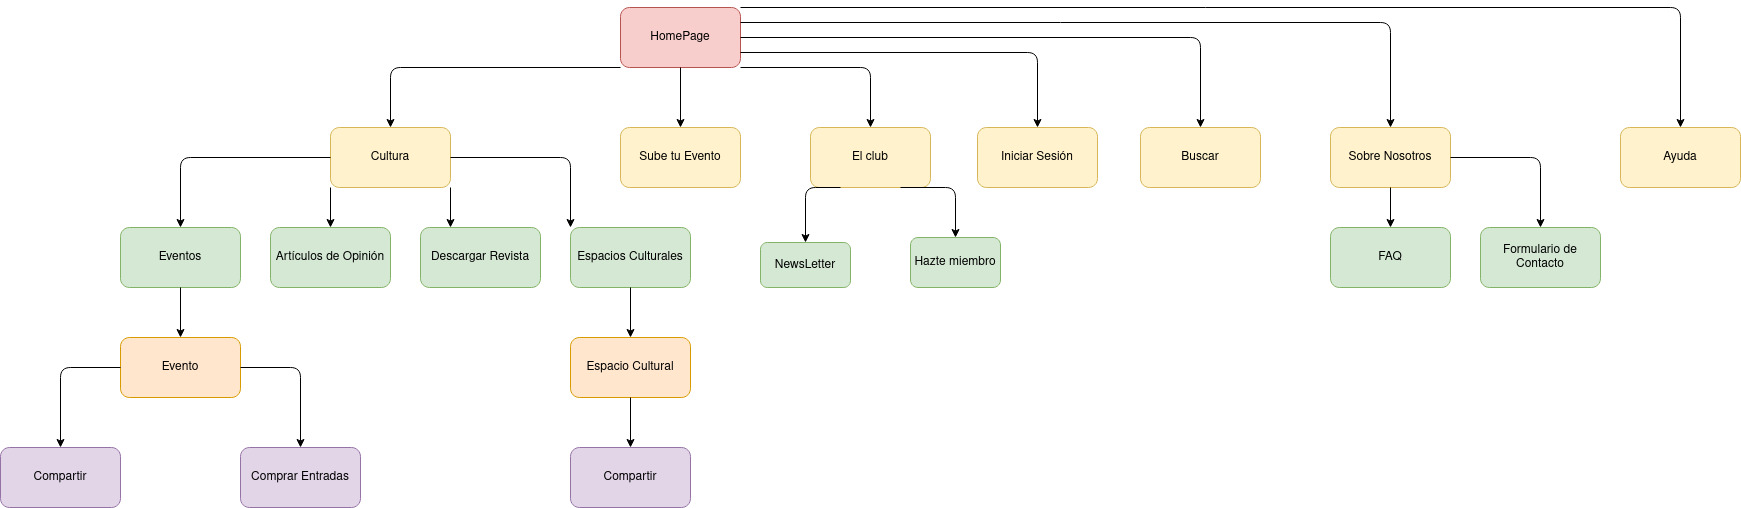 HomePage
Cultura
Sube tu Evento
El club
Iniciar Sesión
Buscar
Sobre Nosotros
Ayuda
Eventos
Artículos de Opinión
Descargar Revista
Espacios Culturales
NewsLetter
Hazte miembro
FAQ
Formulario de
Contacto
Evento
Espacio Cultural
Compartir
Comprar Entradas
Compartir